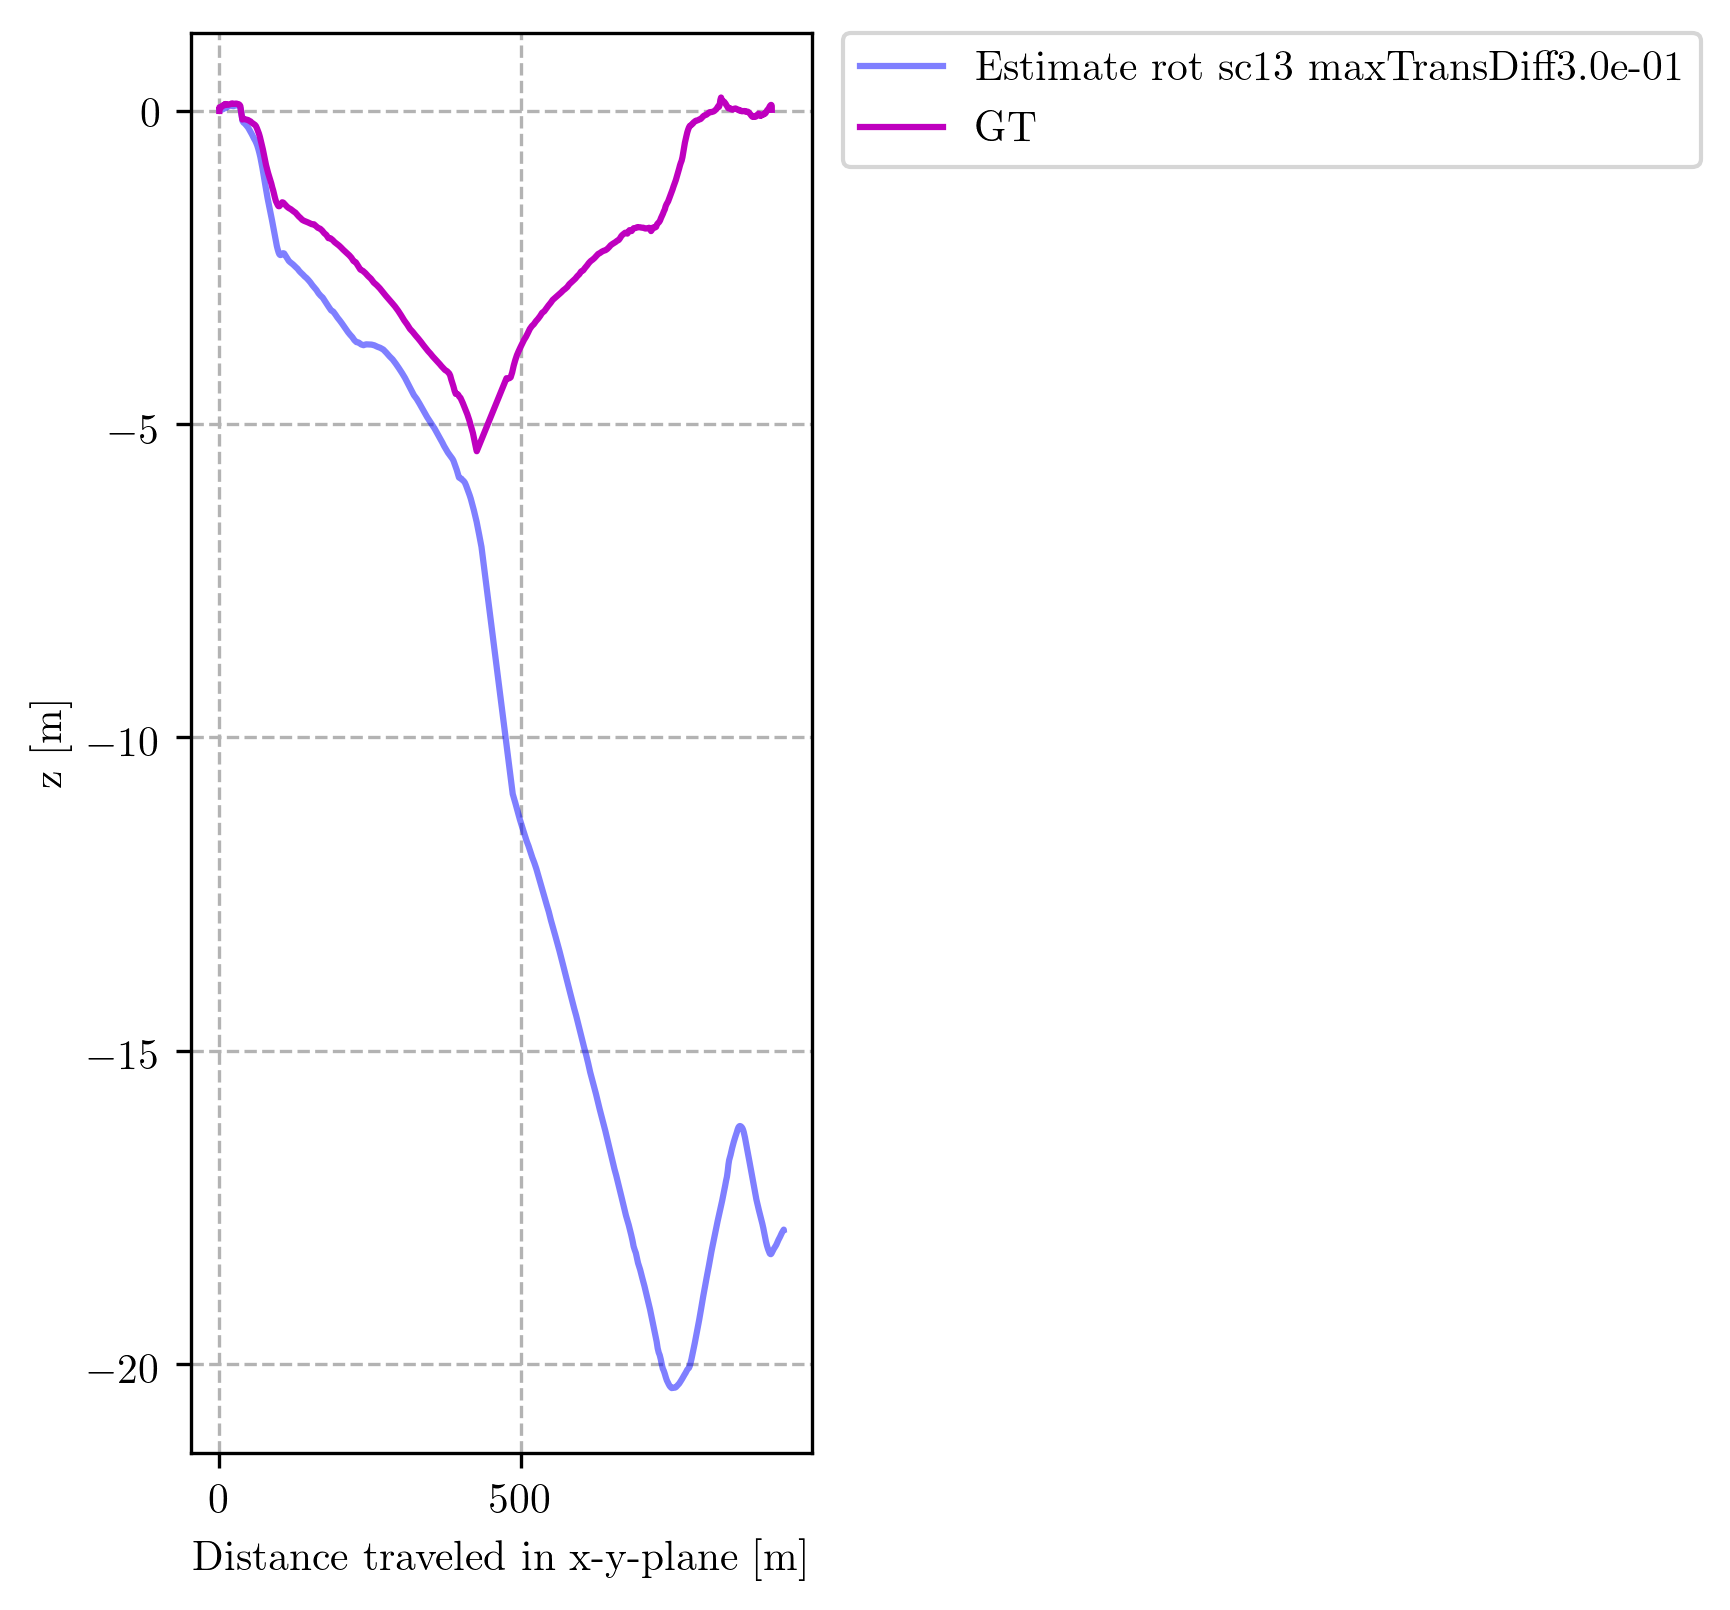 Estimate rot sc13 maxTransDiff3.0e-01
GT
0
−5
−10
−15
−20
z [m]
0 500
Distance traveled in x-y-plane [m]